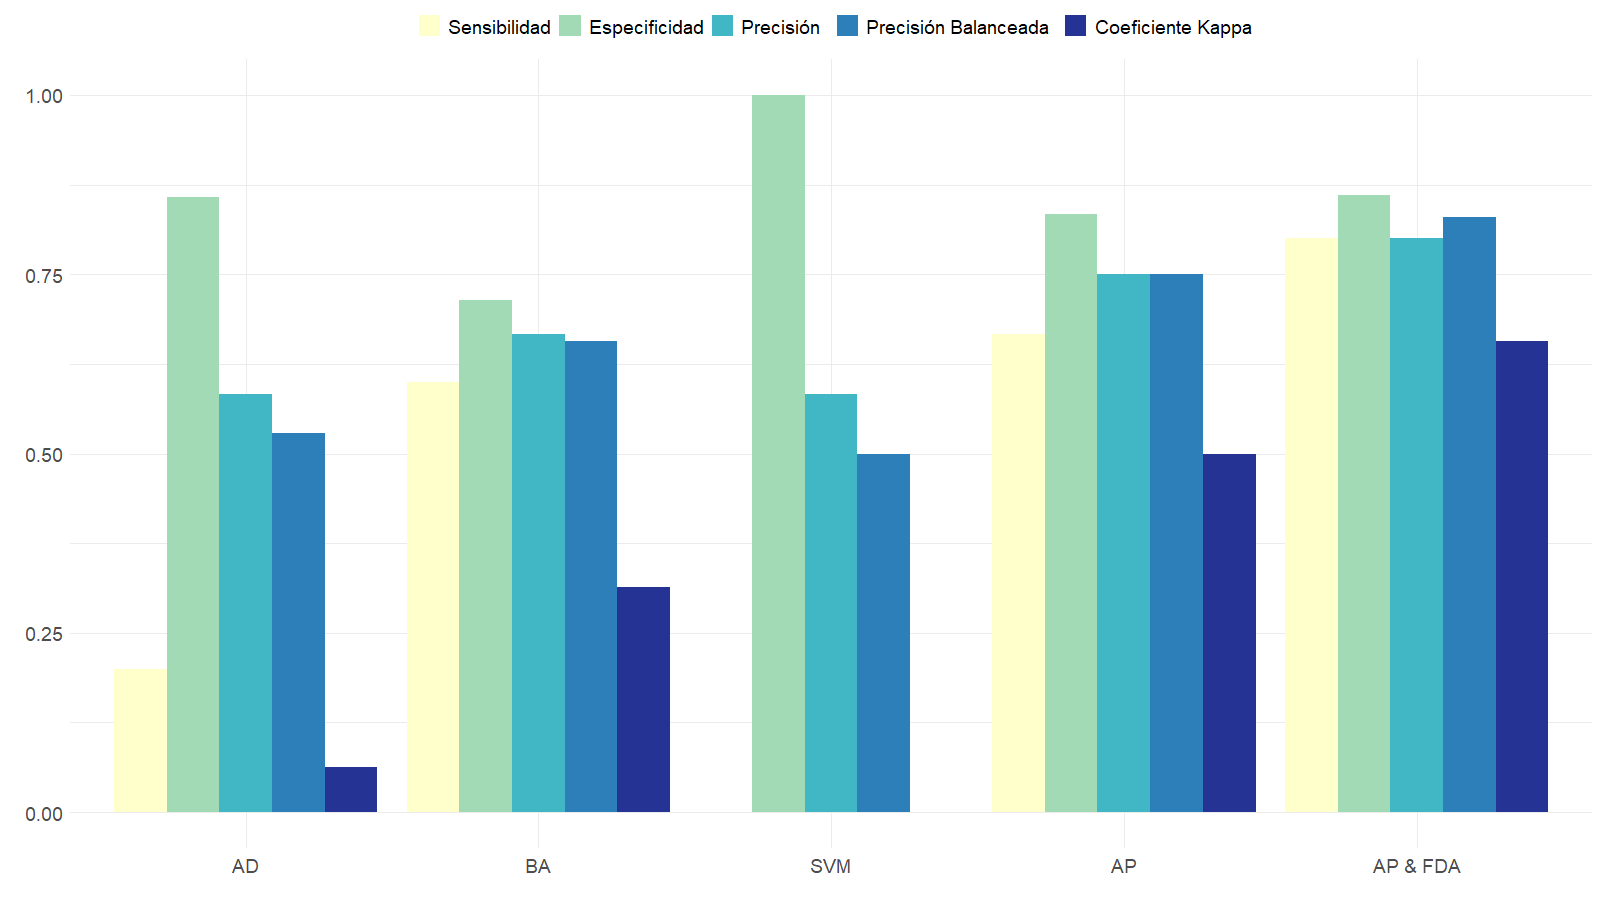 Sensibilidad Especificidad Precisión Precisión Balanceada Coeficiente Kappa
1.00
0.75
0.50
0.25
0.00
AD BA SVM AP AP & FDA